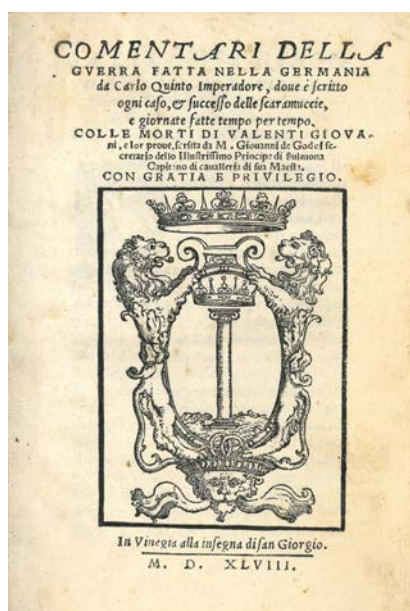 COMENTARI DELLA
GVERRA FATTA NELLA GERMANIA
da Carlo Quinto Imperadore, doue è ſcritto
ogni caſo, & ſucceſſo delle ſcaramuccie,
e giornate fatte tempo per tempo.
COLLE MORTI DI VALENTI GIOVA-
ni, e lor proue, ſcritta da M. Giouanni de Godoi ſe-
cretario dello Illuſtriſſimo Principe di Sulmona
Capitano di caualleria di ſua Maeſta.
CON GRATIA E PRIVILEGIO.
In Vinegia alla inſegna di ſan Giorgio.
M. D. XLVIII.